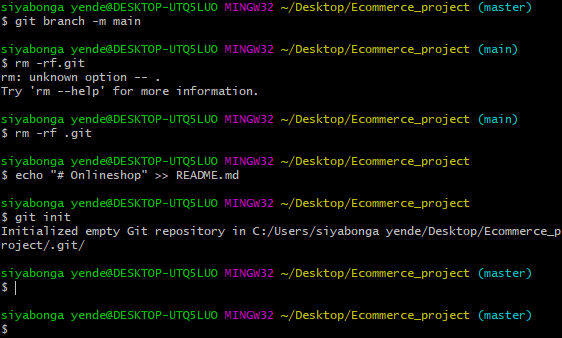 siyabonga yende@DESKTOP-UTQ5LUO MINGW32 ~/Desktop/Ecommerce_project (master)
$ git branch -m main
siyabonga yende@DESKTOP-UTQ5LUO MINGW32 ~/Desktop/Ecommerce_project (main)
$ rm -rf.git
rm: unknown option -- .
Try 'rm --help' for more information.
siyabonga yende@DESKTOP-UTQ5LUO MINGW32 ~/Desktop/Ecommerce_project (main)
$ rm -rf .git
siyabonga yende@DESKTOP-UTQ5LUO MINGW32 ~/Desktop/Ecommerce_project
$ echo "# Onlineshop" >> README.md
siyabonga yende@DESKTOP-UTQ5LUO MINGW32 ~/Desktop/Ecommerce_project
$ git init
Initialized empty Git repository in C:/Users/siyabonga yende/Desktop/Ecommerce_p
roject/.git/
siyabonga yende@DESKTOP-UTQ5LUO MINGW32 ~/Desktop/Ecommerce_project (master)
$
siyabonga yende@DESKTOP-UTQ5LUO MINGW32 ~/Desktop/Ecommerce_project (master)
$